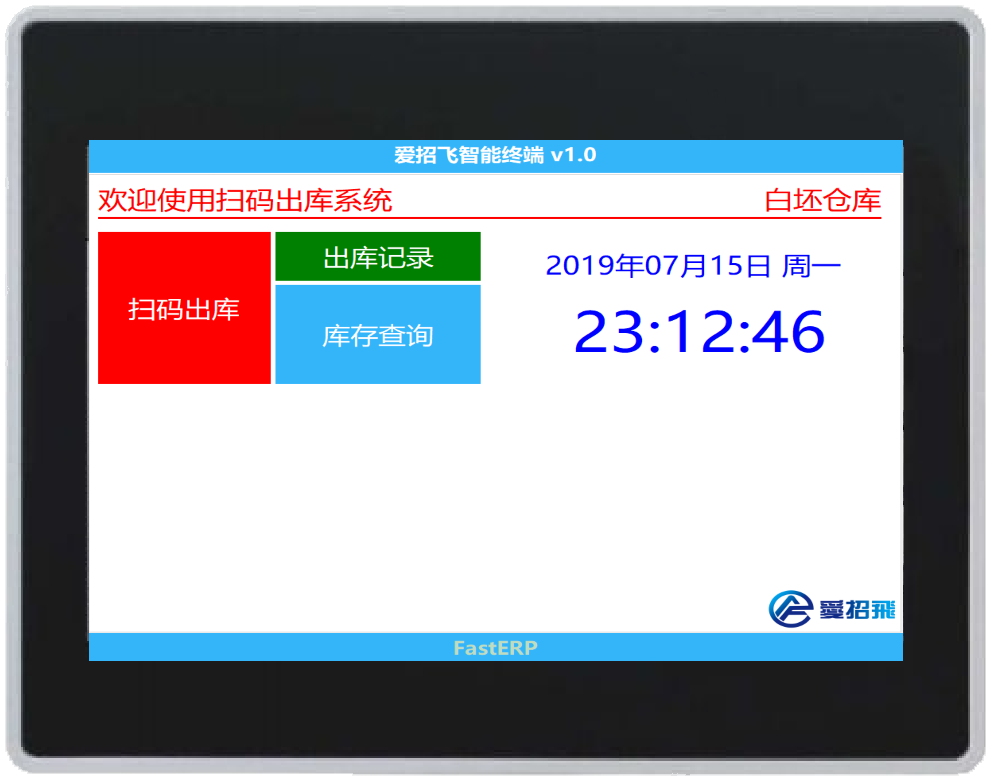 爱招飞智能终端 v1.0
欢迎使用扫码出库系统 白坯仓库
扫码出库
出库记录
库存查询
2019年07月15日 周一
23:12:46
愛招飛
FastERP